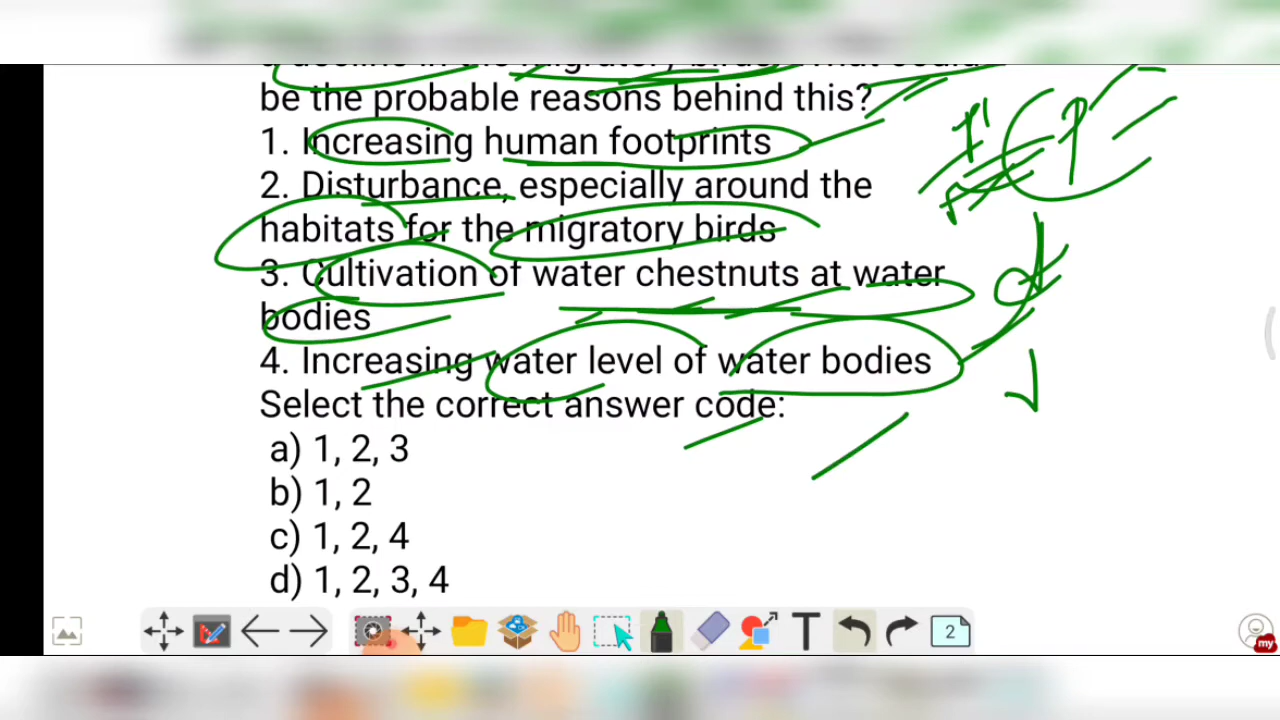 be the probable reasons behind this?
1. Increasing human footprints
2. Disturbance, especially around the
habitats for the migratory birds
3. Cultivation of water chestnuts at water
bodies
4. Increasing water level of water bodies
Select the correct answer code:
a) 1, 2, 3
b) 1, 2
c) 1, 2, 4
d) 1, 2, 3, 4
T
2
my